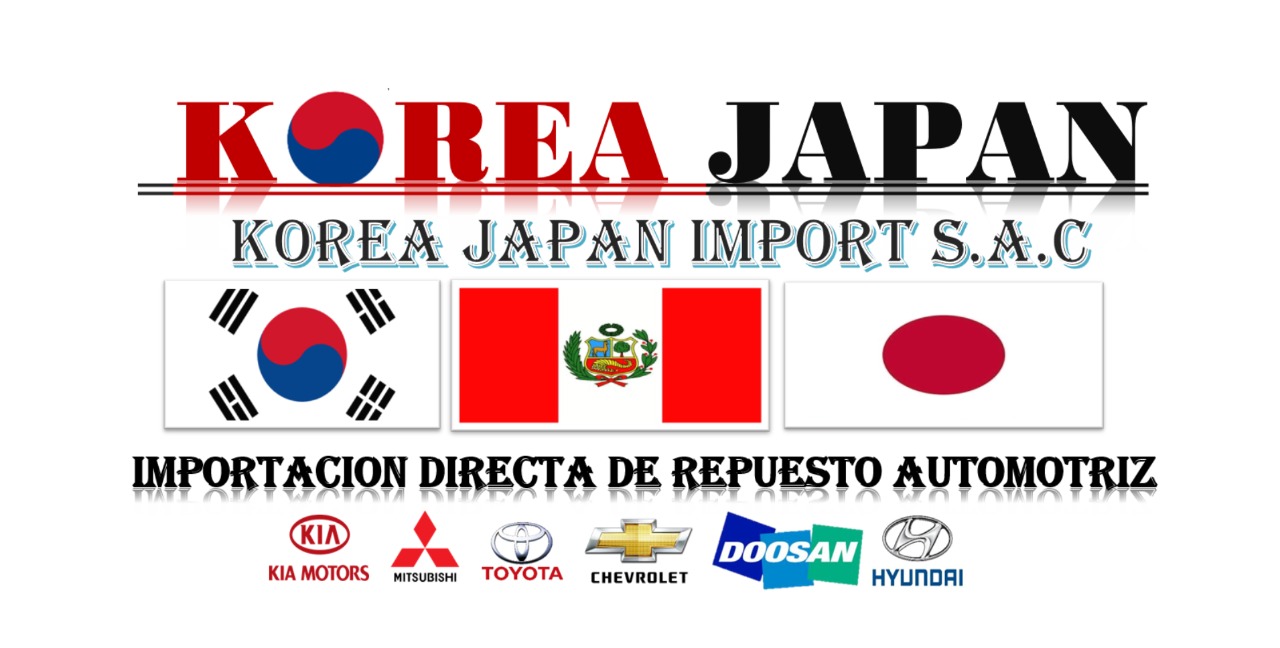 KOREA JAPAN
KOREA JAPAN IMPORT S.A.C
IMPORTACION DIRECTA DE REPUESTO AUTOMOTRIZ
KIA
KIA MOTORS
MITSUBISHI
TOYOTA
CHEVROLET
DOOSAN
HYUNDAI